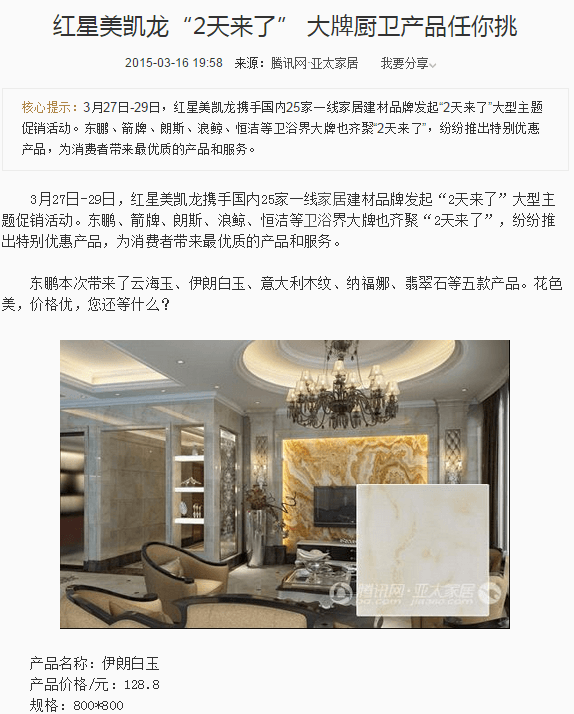 红星美凯龙“2天来了” 大牌厨卫产品任你挑
2015-03-16 19:58 来源：腾讯网·亚太家居 我要分享
核心提示：3月27日-29日，红星美凯龙携手国内25家一线家居建材品牌发起“2天来了”大型主题
促销活动。东鹏、箭牌、朗斯、浪鲸、恒洁等卫浴界大牌也齐聚“2天来了”，纷纷推出特别优惠
产品，为消费者带来最优质的产品和服务。
3月27日-29日，红星美凯龙携手国内25家一线家居建材品牌发起“2天来了”大型主
题促销活动。东鹏、箭牌、朗斯、浪鲸、恒洁等卫浴界大牌也齐聚“2天来了”，纷纷推
出特别优惠产品，为消费者带来最优质的产品和服务。
东鹏本次带来了云海玉、伊朗白玉、意大利木纹、纳福娜、翡翠石等五款产品。花色
美，价格优，您还等什么？
腾讯网·亚太家居
qq.com jia360.com
产品名称：伊朗白玉
产品价格/元：128.8
规格：800*800